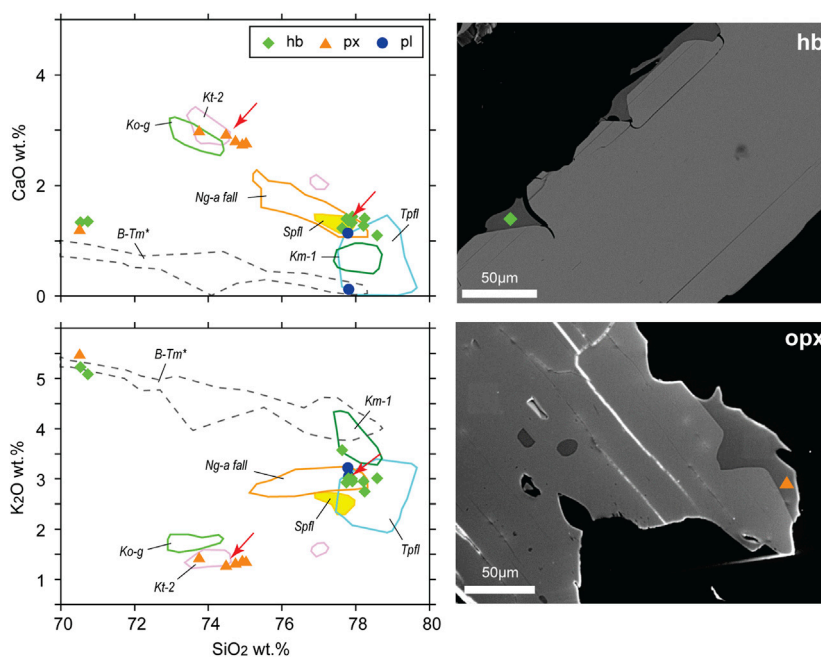 hb px pl
4
2
0
CaO wt.%
Kt-2
Ko-g
Ng-a fall
Spfl
Tpfl
B-Tm*
Km-1
hb
50µm
5
4
3
2
1
K2O wt.%
B-Tm*
Km-1
Ng-a fall
Spfl
Ko-g
Tpfl
Kt-2
70 72 74 76 78 80
SiO2 wt.%
opx
50µm